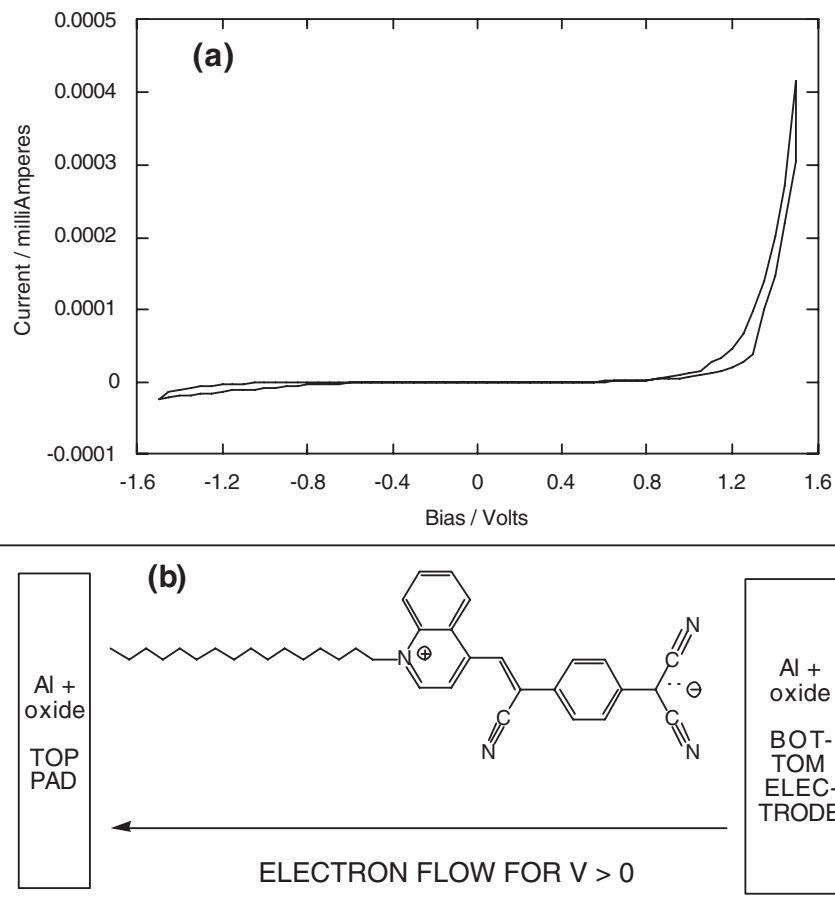 (a)
Current / milliAmperes
0.0005
0.0004
0.0003
0.0002
0.0001
0
-0.0001
-1.6 -1.2 -0.8 -0.4 0 0.4 0.8 1.2 1.6
Bias / Volts
(b)
Al +
oxide
TOP
PAD
N ⊕
C
N
N
C
⊖
C
N
Al +
oxide
BOT-
TOM
ELEC-
TRODE
ELECTRON FLOW FOR V > 0